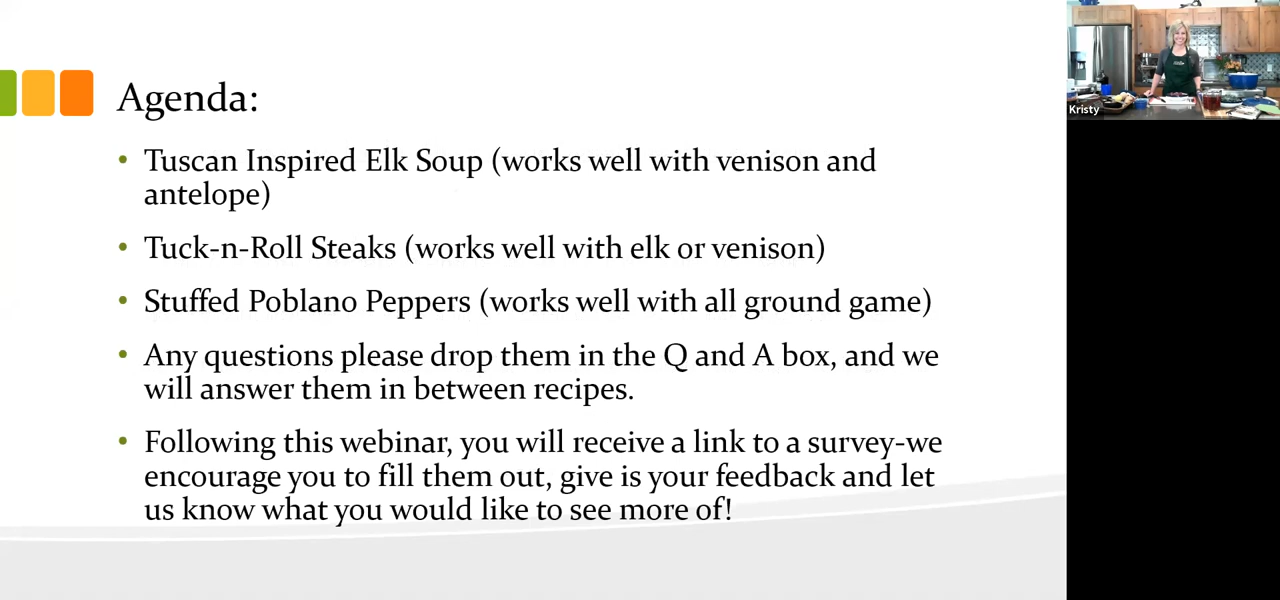 Agenda:
• Tuscan Inspired Elk Soup (works well with venison and
antelope)
• Tuck-n-Roll Steaks (works well with elk or venison)
• Stuffed Poblano Peppers (works well with all ground game)
• Any questions please drop them in the Q and A box, and we
will answer them in between recipes.
• Following this webinar, you will receive a link to a survey-we
encourage you to fill them out, give is your feedback and let
us know what you would like to see more of!
Kristy